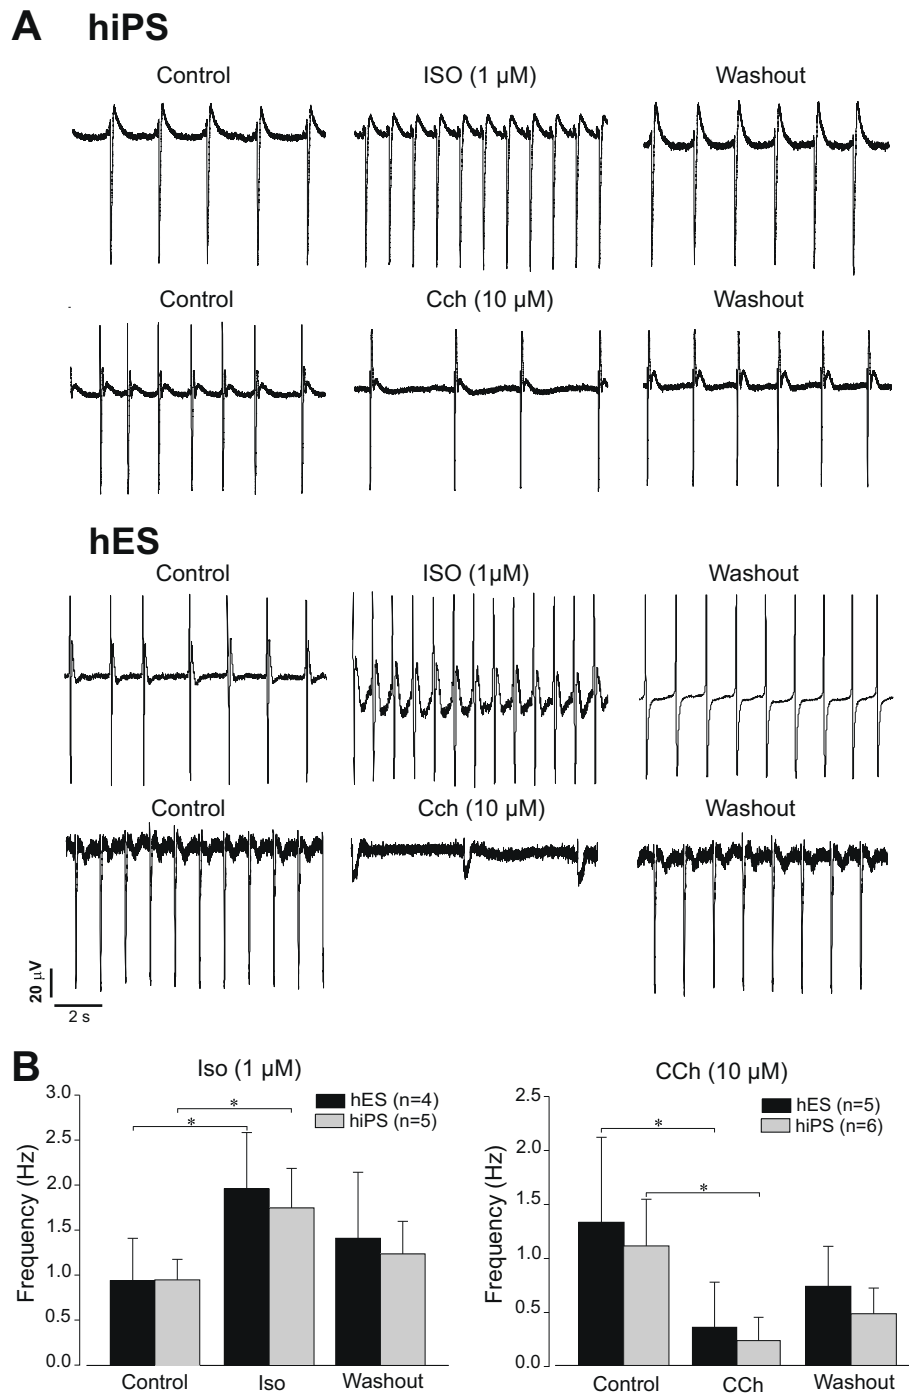 A hiPS
Control ISO (1 µM) Washout
Control Cch (10 µM) Washout
hES
Control ISO (1µM) Washout
Control Cch (10 µM) Washout
20 µV
2 s
B
Iso (1 µM)
hES (n=4)
hiPS (n=5)
* *
Frequency (Hz)
3.0
2.5
2.0
1.5
1.0
0.5
0.0
Control Iso Washout
CCh (10 µM)
hES (n=5)
hiPS (n=6)
* *
Frequency (Hz)
2.5
2.0
1.5
1.0
0.5
0.0
Control CCh Washout